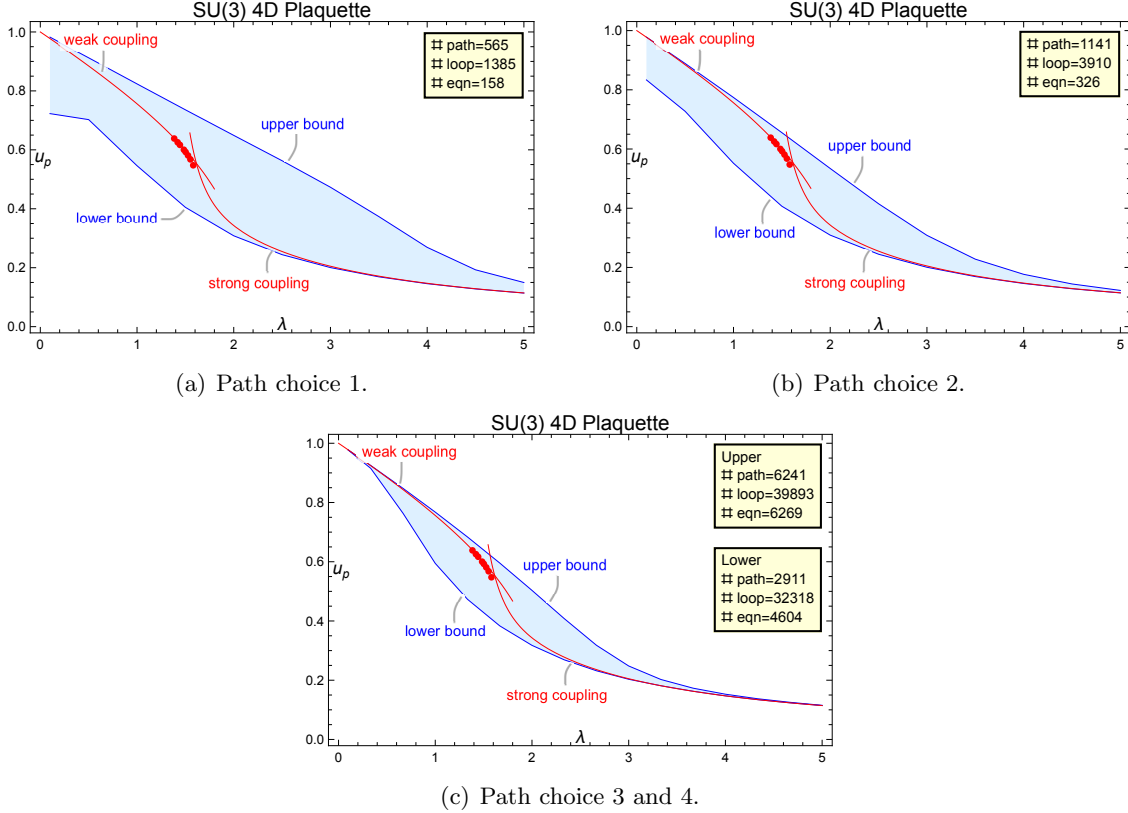 SU(3) 4D Plaquette
1.0
0.8
0.6
0.4
0.2
0.0
u_p
weak coupling
upper bound
lower bound
strong coupling
⌗ path=565
⌗ loop=1385
⌗ eqn=158
0
1
2
3
4
5
λ
(a) Path choice 1.
SU(3) 4D Plaquette
1.0
0.8
0.6
0.4
0.2
0.0
u_p
weak coupling
upper bound
lower bound
strong coupling
⌗ path=1141
⌗ loop=3910
⌗ eqn=326
0
1
2
3
4
5
λ
(b) Path choice 2.
SU(3) 4D Plaquette
1.0
0.8
0.6
0.4
0.2
0.0
u_p
weak coupling
upper bound
lower bound
strong coupling
Upper
⌗ path=6241
⌗ loop=39893
⌗ eqn=6269
Lower
⌗ path=2911
⌗ loop=32318
⌗ eqn=4604
0
1
2
3
4
5
λ
(c) Path choice 3 and 4.